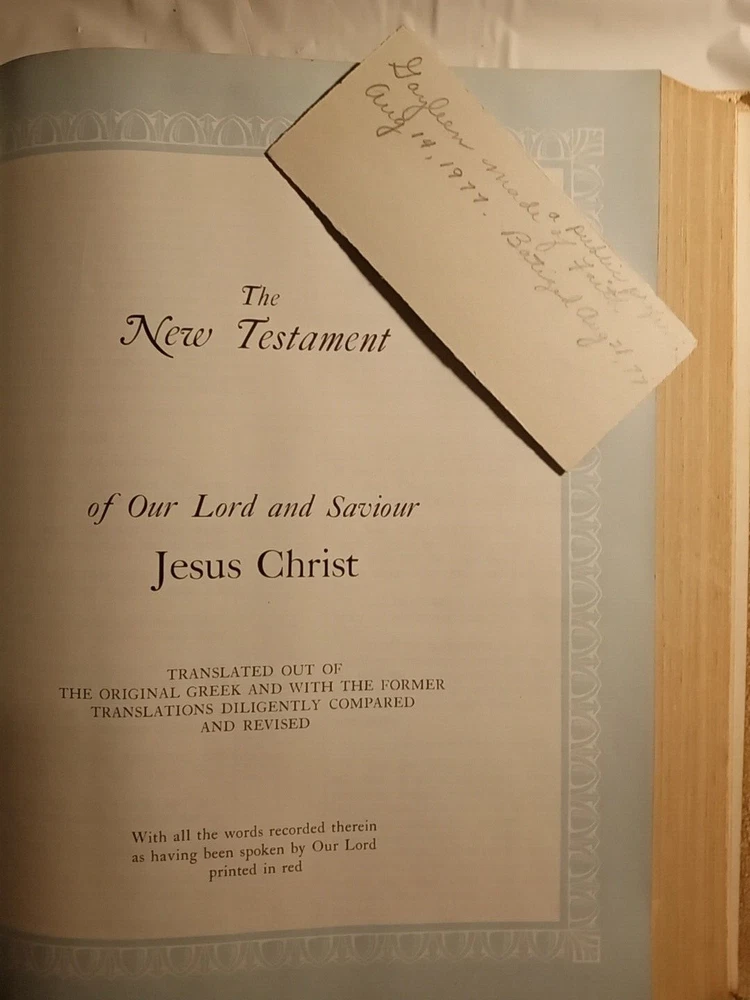 Gayleen made a public
of Faith
Aug 14, 1977. Batized Aug 21, 77
The
New Testament
of Our Lord and Saviour
Jesus Christ
TRANSLATED OUT OF
THE ORIGINAL GREEK AND WITH THE FORMER
TRANSLATIONS DILIGENTLY COMPARED
AND REVISED
With all the words recorded therein
as having been spoken by Our Lord
printed in red